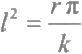 l² = rπ/k